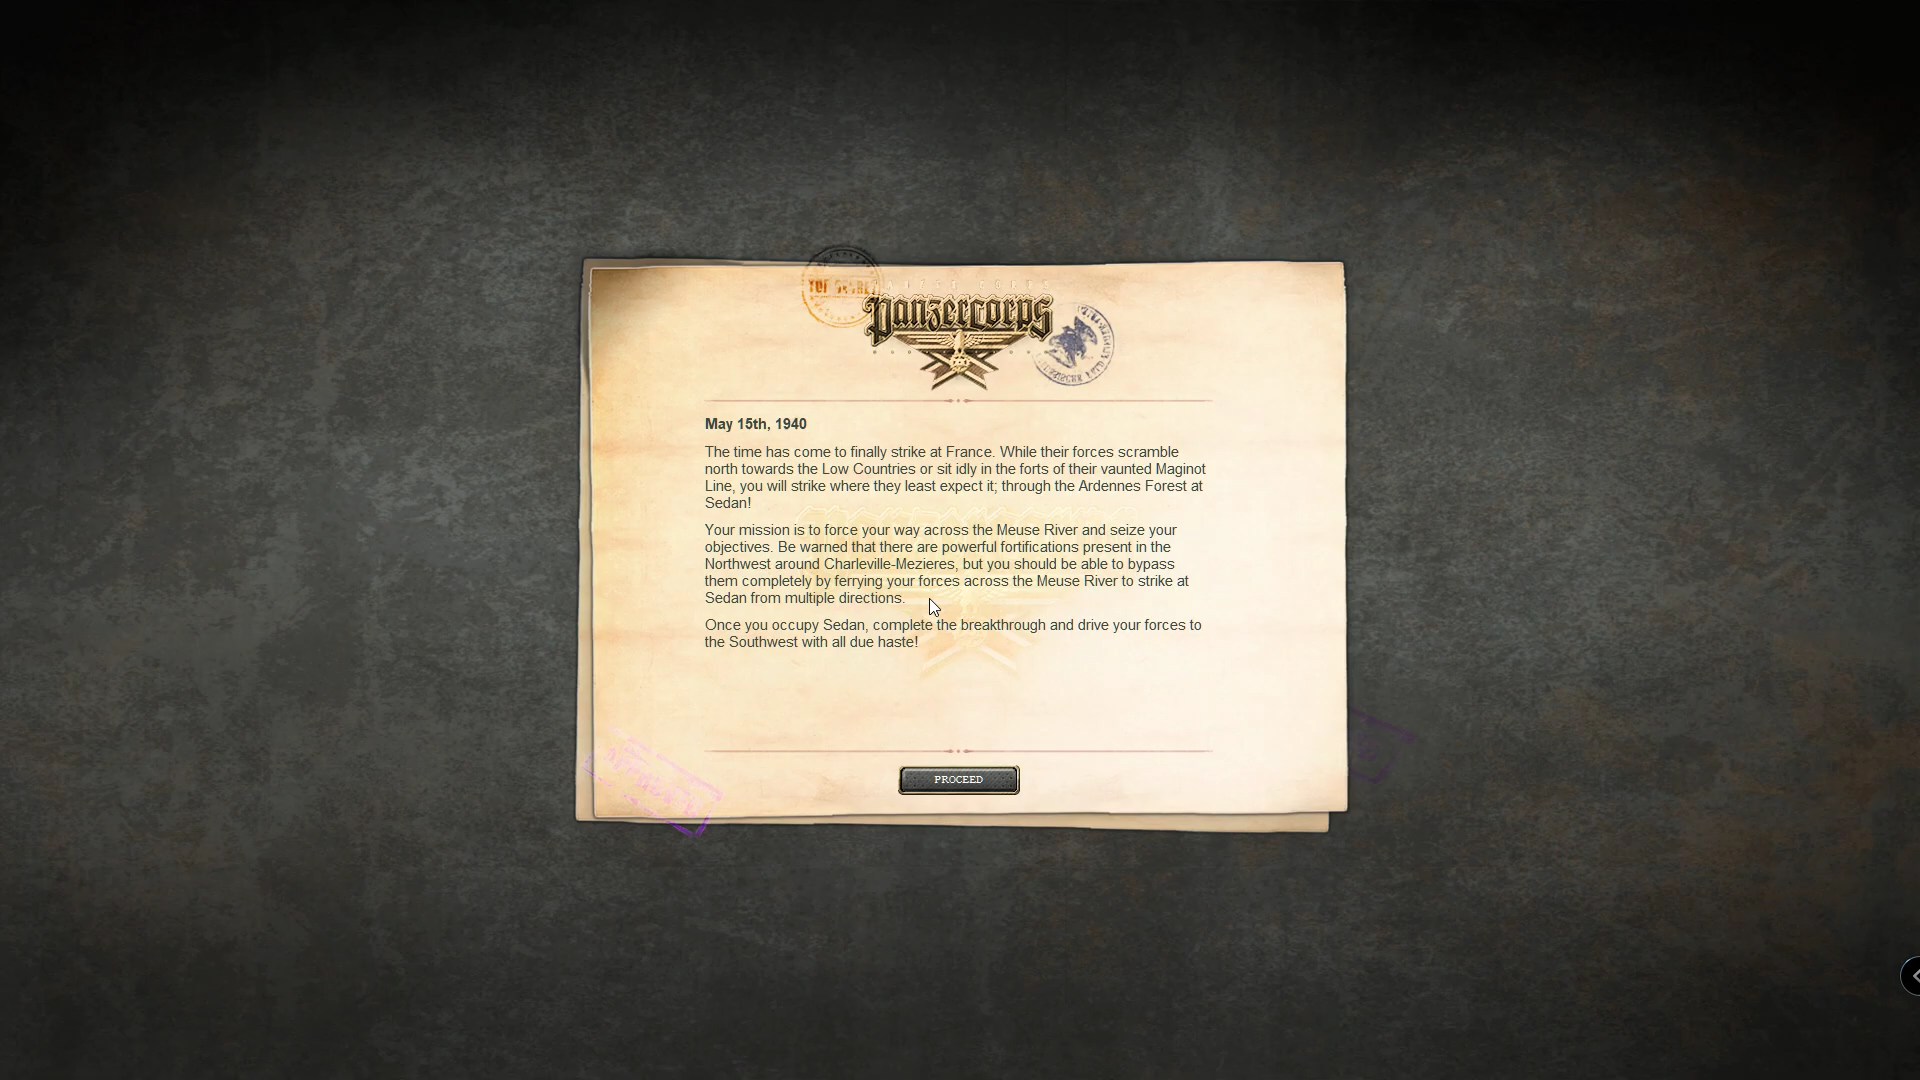 TOP SECRET
Panzercorps
May 15th, 1940
The time has come to finally strike at France. While their forces scramble
north towards the Low Countries or sit idly in the forts of their vaunted Maginot
Line, you will strike where they least expect it; through the Ardennes Forest at
Sedan!
Your mission is to force your way across the Meuse River and seize your
objectives. Be warned that there are powerful fortifications present in the
Northwest around Charleville-Mezieres, but you should be able to bypass
them completely by ferrying your forces across the Meuse River to strike at
Sedan from multiple directions.
Once you occupy Sedan, complete the breakthrough and drive your forces to
the Southwest with all due haste!
PROCEED